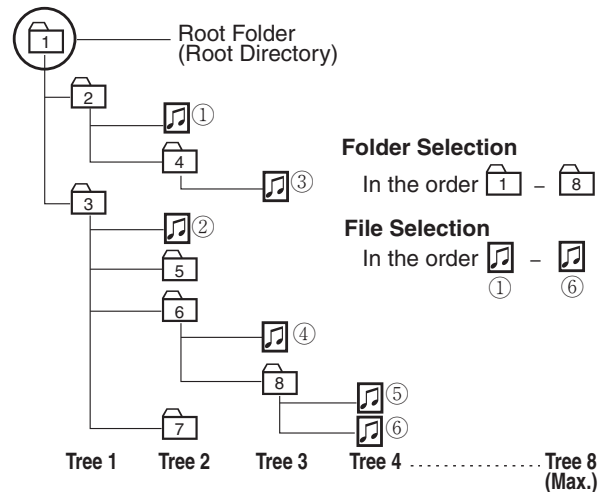 1
Root Folder
(Root Directory)
2
①
4
③
Folder Selection
In the order 1 – 8
3
②
File Selection
In the order – 
① ⑥
5
6
④
8
⑤
7
⑥
Tree 1 Tree 2 Tree 3 Tree 4 .............. Tree 8
(Max.)